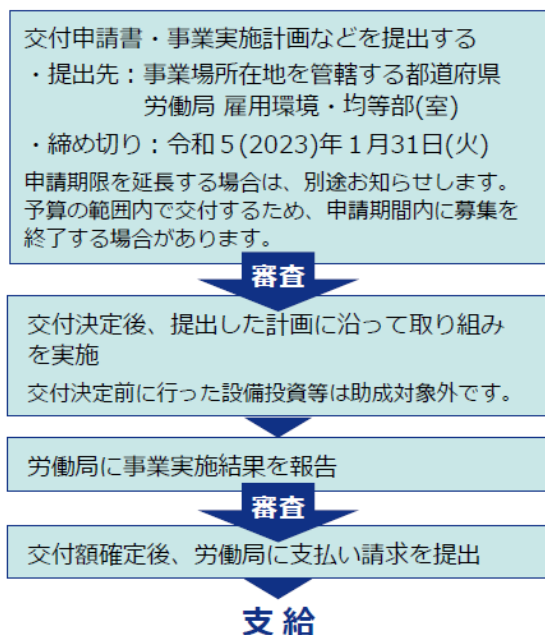 交付申請書・事業実施計画などを提出する
・提出先：事業場所在地を管轄する都道府県
労働局 雇用環境・均等部(室)
・締め切り：令和５(2023)年１月31日(火)
申請期限を延長する場合は、別途お知らせします。
予算の範囲内で交付するため、申請期間内に募集を
終了する場合があります。
審査
交付決定後、提出した計画に沿って取り組み
を実施
交付決定前に行った設備投資等は助成対象外です。
労働局に事業実施結果を報告
審査
交付額確定後、労働局に支払い請求を提出
支 給